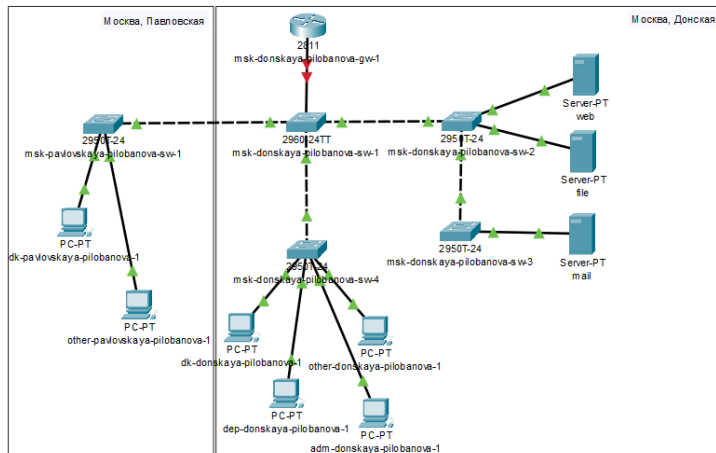 Москва, Павловская
Москва, Донская
2811
msk-donskaya-pilobanova-gw-1
2950T-24
msk-pavlovskaya-pilobanova-sw-1
2960-24TT
msk-donskaya-pilobanova-sw-1
2950T-24
msk-donskaya-pilobanova-sw-2
Server-PT
web
Server-PT
file
2950T-24
msk-donskaya-pilobanova-sw-3
Server-PT
mail
2950T-24
msk-donskaya-pilobanova-sw-4
PC-PT
dk-pavlovskaya-pilobanova-1
PC-PT
other-pavlovskaya-pilobanova-1
PC-PT
dk-donskaya-pilobanova-1
PC-PT
other-donskaya-pilobanova-1
PC-PT
dep-donskaya-pilobanova-1
PC-PT
adm-donskaya-pilobanova-1